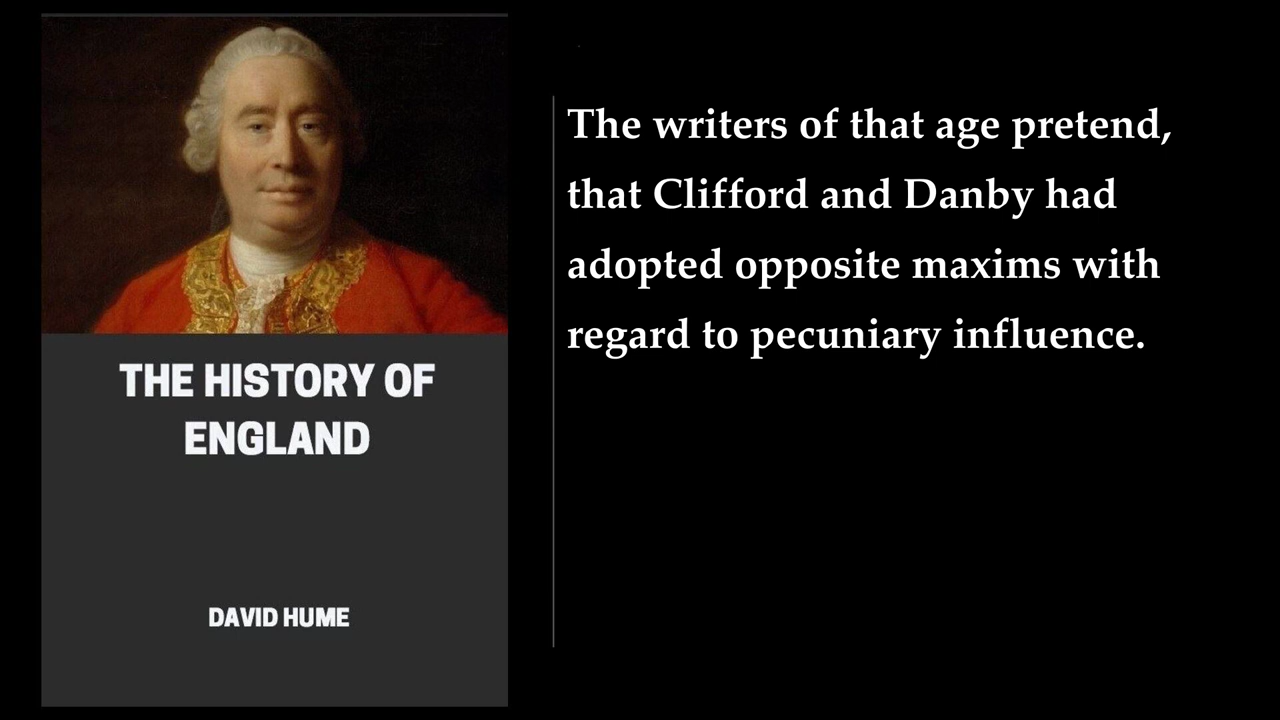 THE HISTORY OF
ENGLAND
DAVID HUME
The writers of that age pretend,
that Clifford and Danby had
adopted opposite maxims with
regard to pecuniary influence.